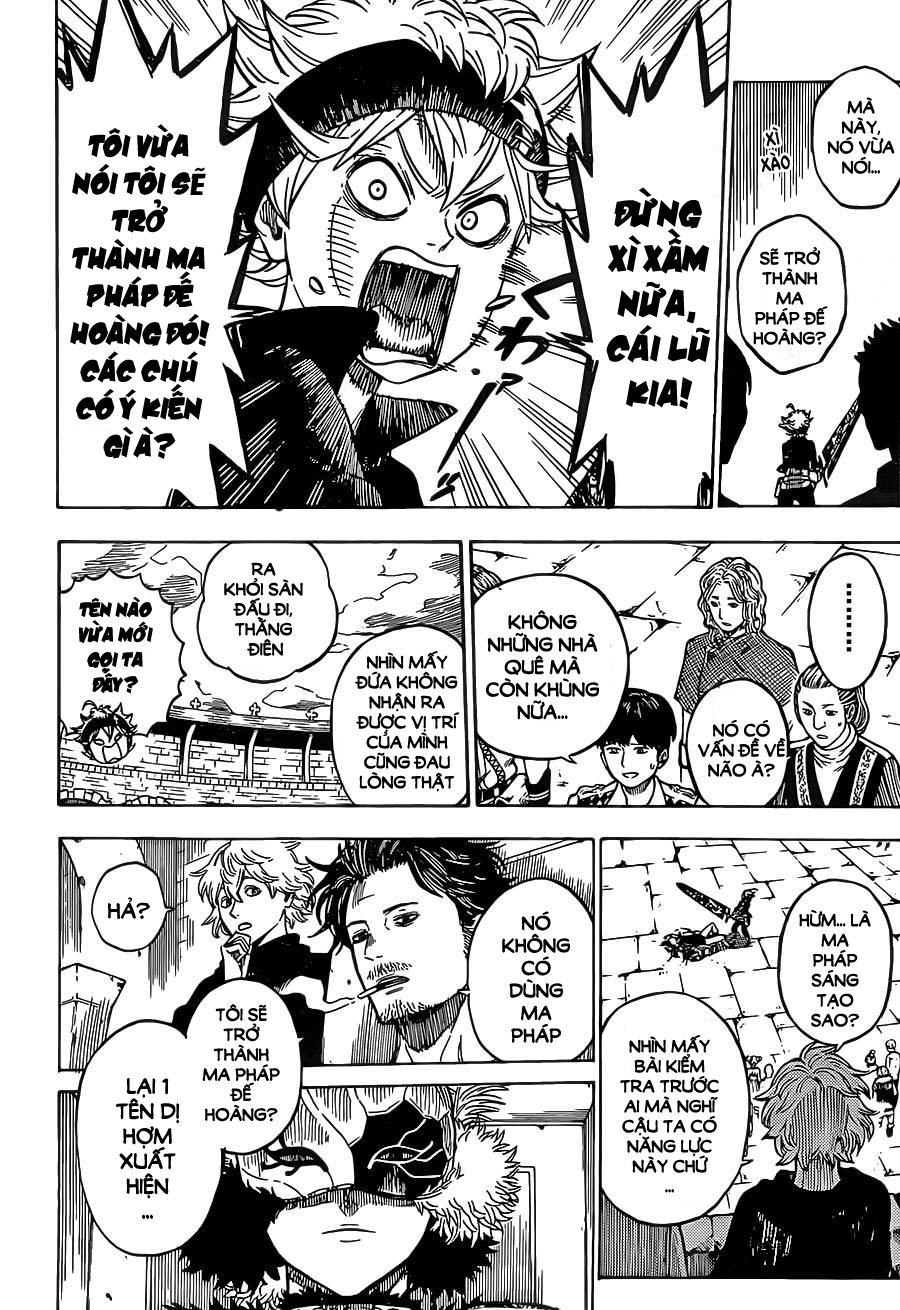 MÀ
NÀY,
NÓ VỪA
NÓI...
XÌ
XÀO
SẼ TRỞ
THÀNH
MA
PHÁP ĐẾ
HOÀNG?
ĐỪNG
XÌ XẦM
NỮA,
CÁI LŨ
KIA!
くわっ
TÔI VỪA
NÓI TÔI SẼ
TRỞ
THÀNH MA
PHÁP ĐẾ
HOÀNG ĐÓ!
CÁC CHÚ
CÓ Ý KIẾN
GÌ À?
........
NÓ CÓ
VẤN ĐỀ VỀ
NÃO À?
KHÔNG
NHỮNG NHÀ
QUÊ MÀ
CÒN KHÙNG
NỮA...
NHÌN MẤY
ĐỨA KHÔNG
NHẬN RA
ĐƯỢC VỊ TRÍ
CỦA MÌNH
CŨNG ĐAU
LÒNG THẬT
RA
KHỎI SÀN
ĐẤU ĐI,
THẰNG
ĐIÊN
TÊN NÀO
VỪA MỚI
GỌI TA
ĐẤY?
HỪM... LÀ
MA
PHÁP
SÁNG
TẠO
SAO?
NHÌN MẤY
BÀI KIỂM
TRA TRƯỚC
AI MÀ NGHĨ
CẬU TA CÓ
NĂNG LỰC
NÀY CHỨ
...
NÓ
KHÔNG
CÓ
DÙNG
MA
PHÁP
HẢ?
TÔI SẼ
TRỞ
THÀNH
MA PHÁP
ĐẾ
HOÀNG?
LẠI 1
TÊN DỊ
HỢM
XUẤT
HIỆN
...